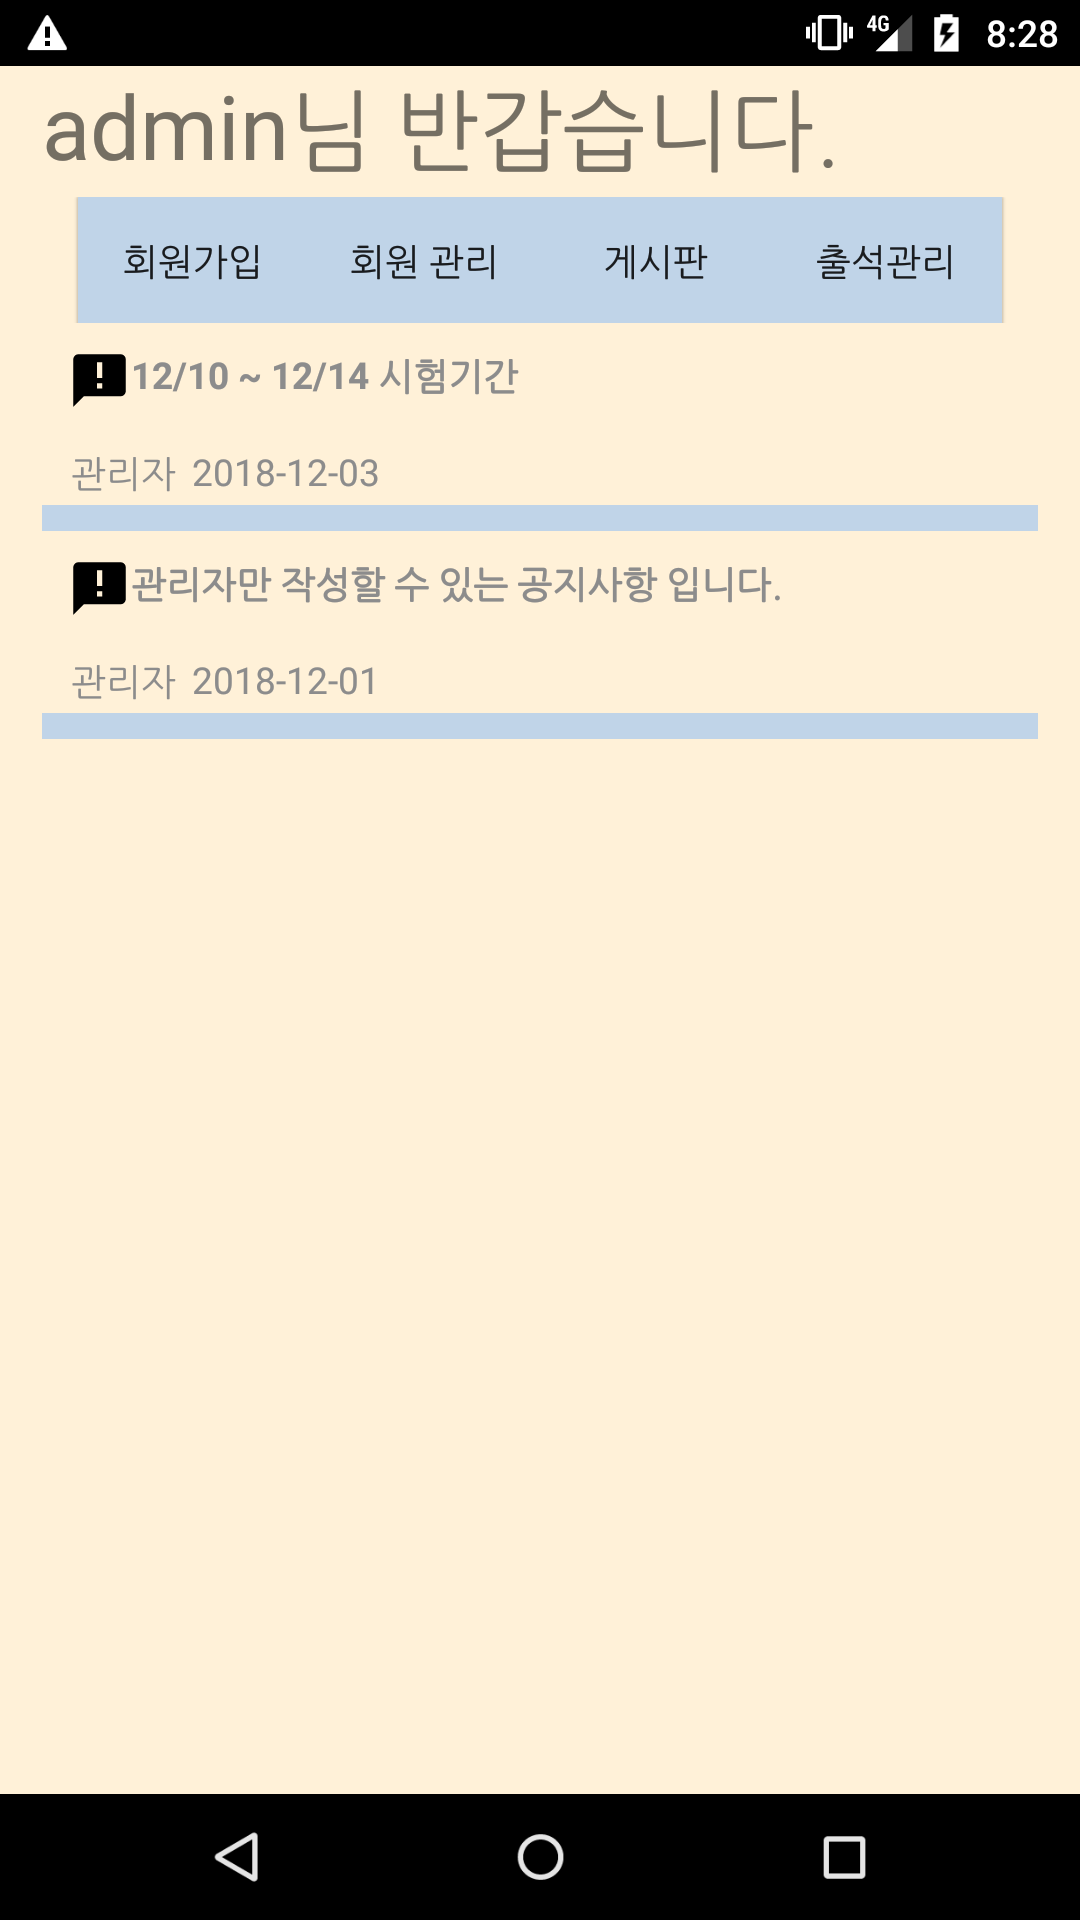 4G 8:28
admin님 반갑습니다.
회원가입 회원 관리 게시판 출석관리
12/10 ~ 12/14 시험기간
관리자 2018-12-03
관리자만 작성할 수 있는 공지사항 입니다.
관리자 2018-12-01